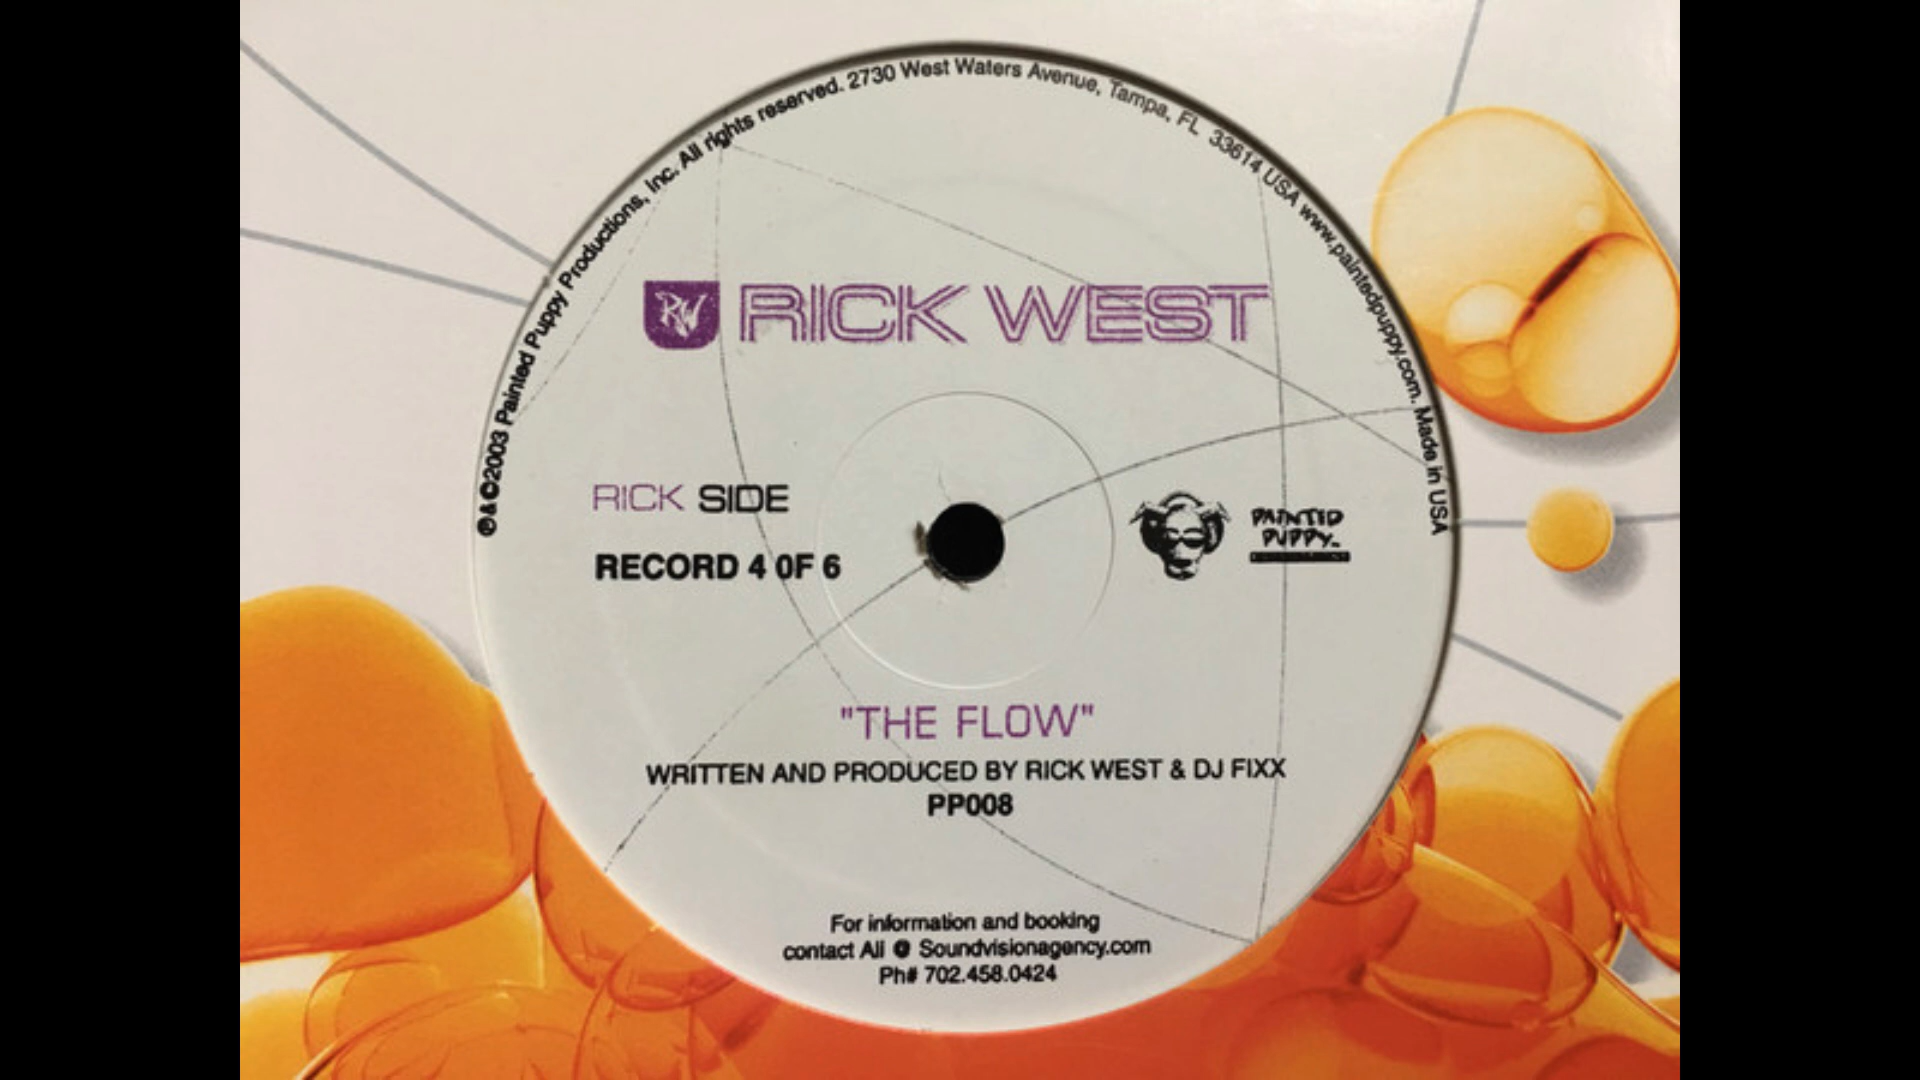 ℗&©2003 Painted Puppy Productions, Inc. All rights reserved. 2730 West Waters Avenue, Tampa, FL 33614 USA www.paintedpuppy.com. Made in USA
RW RICK WEST
RICK SIDE
RECORD 4 0F 6
PAINTED
PUPPY
"THE FLOW"
WRITTEN AND PRODUCED BY RICK WEST & DJ FIXX
PP008
For information and booking
contact Ali @ Soundvisionagency.com
Ph# 702.458.0424